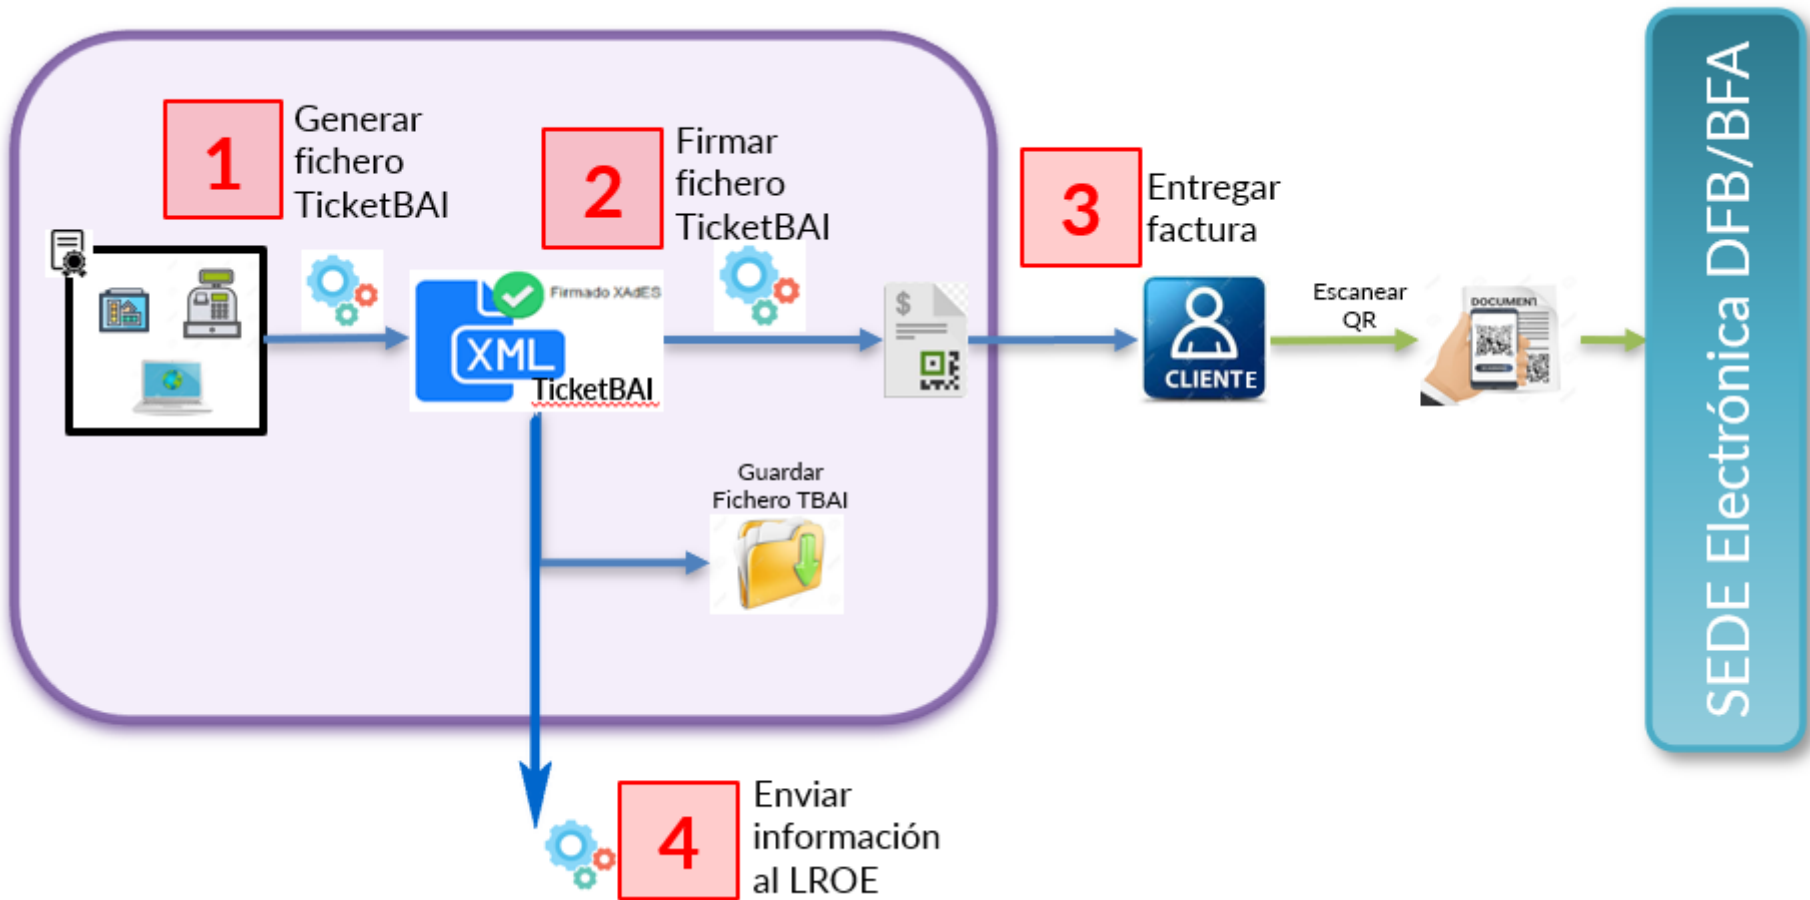 1
Generar
fichero
TicketBAI
2
Firmar
fichero
TicketBAI
3
Entregar
factura
Firmado XAdES
XML
TicketBAI
$
CLIENTE
Escanear
QR
DOCUMENT
Guardar
Fichero TBAI
4
Enviar
información
al LROE
SEDE Electrónica DFB/BFA